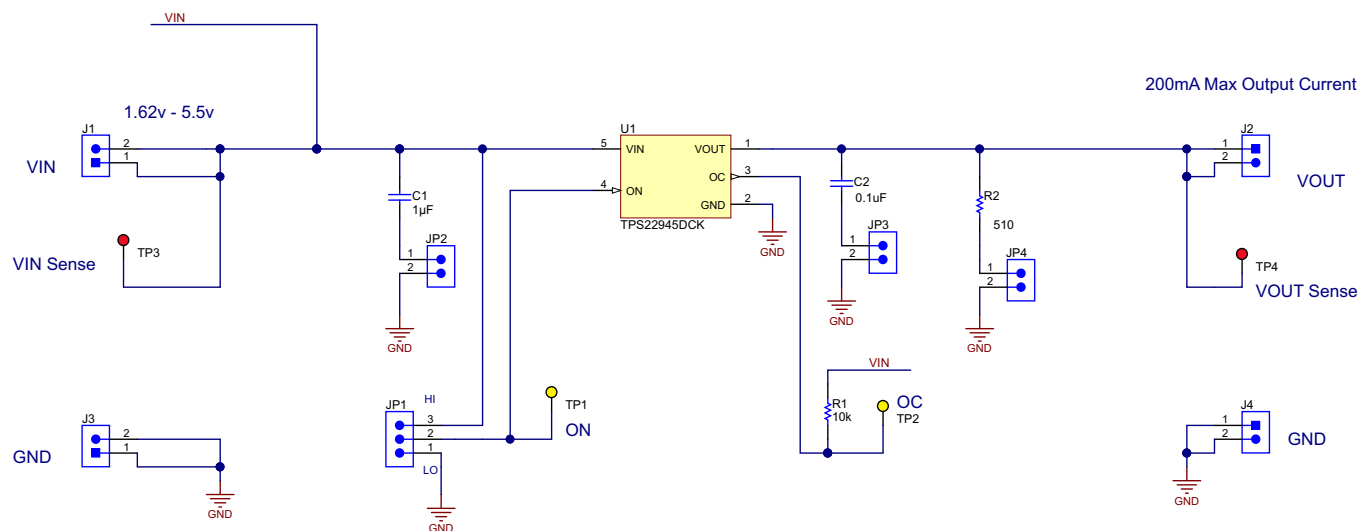 VIN
200mA Max Output Current
1.62v - 5.5v
J1
2
1
VIN
U1
5
VIN
VOUT
1
4
ON
OC
3
GND
2
TPS22945DCK
GND
J2
1
2
VOUT
C1
1µF
JP2
1
2
GND
C2
0.1uF
JP3
1
2
GND
R2
510
JP4
1
2
GND
TP3
VIN Sense
TP4
VOUT Sense
J3
2
1
GND
GND
JP1
HI
3
2
1
LO
GND
TP1
ON
VIN
R1
10k
OC
TP2
J4
1
2
GND
GND